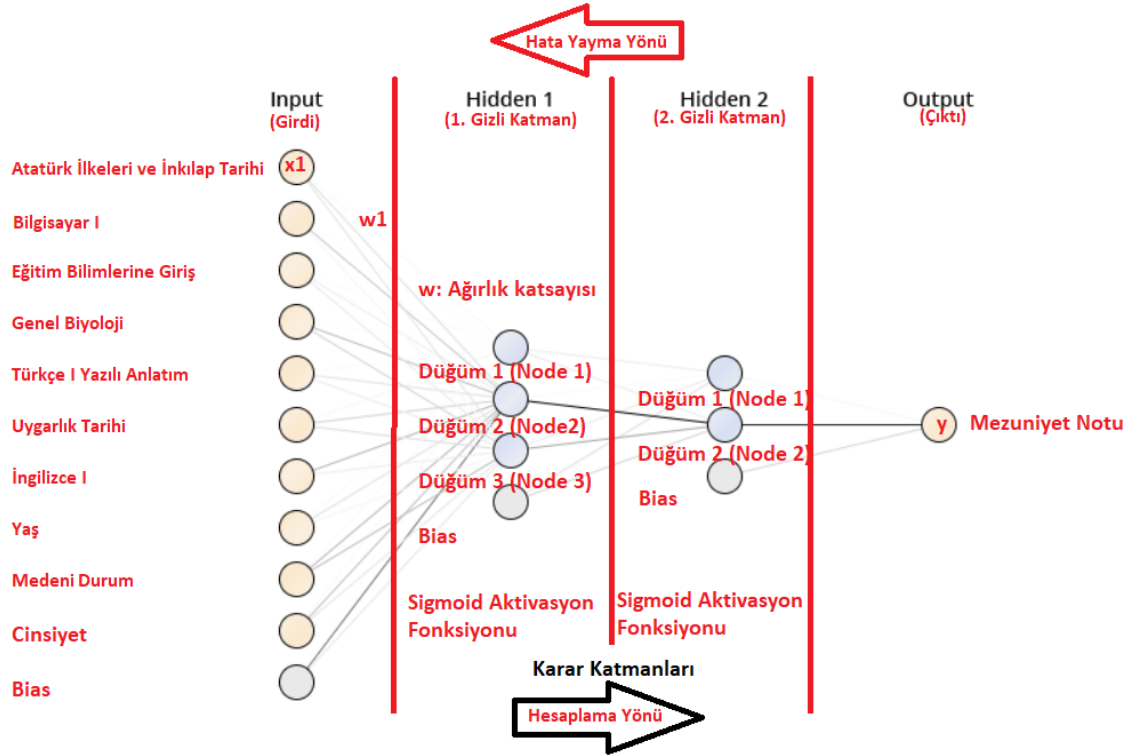 Hata Yayma Yönü
Input
(Girdi)
Hidden 1
(1. Gizli Katman)
Hidden 2
(2. Gizli Katman)
Output
(Çıktı)
Atatürk İlkeleri ve İnkılap Tarihi
x1
Bilgisayar I
w1
Eğitim Bilimlerine Giriş
w: Ağırlık katsayısı
Genel Biyoloji
Türkçe I Yazılı Anlatım
Uygarlık Tarihi
İngilizce I
Yaş
Medeni Durum
Cinsiyet
Bias
Düğüm 1 (Node 1)
Düğüm 2 (Node2)
Düğüm 3 (Node 3)
Bias
Sigmoid Aktivasyon
Fonksiyonu
Düğüm 1 (Node 1)
Düğüm 2 (Node 2)
Bias
Sigmoid Aktivasyon
Fonksiyonu
y
Mezuniyet Notu
Karar Katmanları
Hesaplama Yönü